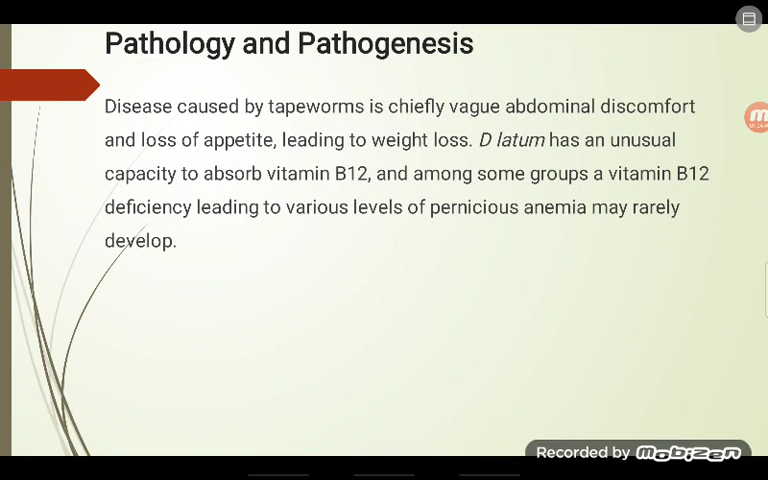 Pathology and Pathogenesis
Disease caused by tapeworms is chiefly vague abdominal discomfort
and loss of appetite, leading to weight loss. D latum has an unusual
capacity to absorb vitamin B12, and among some groups a vitamin B12
deficiency leading to various levels of pernicious anemia may rarely
develop.
Recorded by mobizen